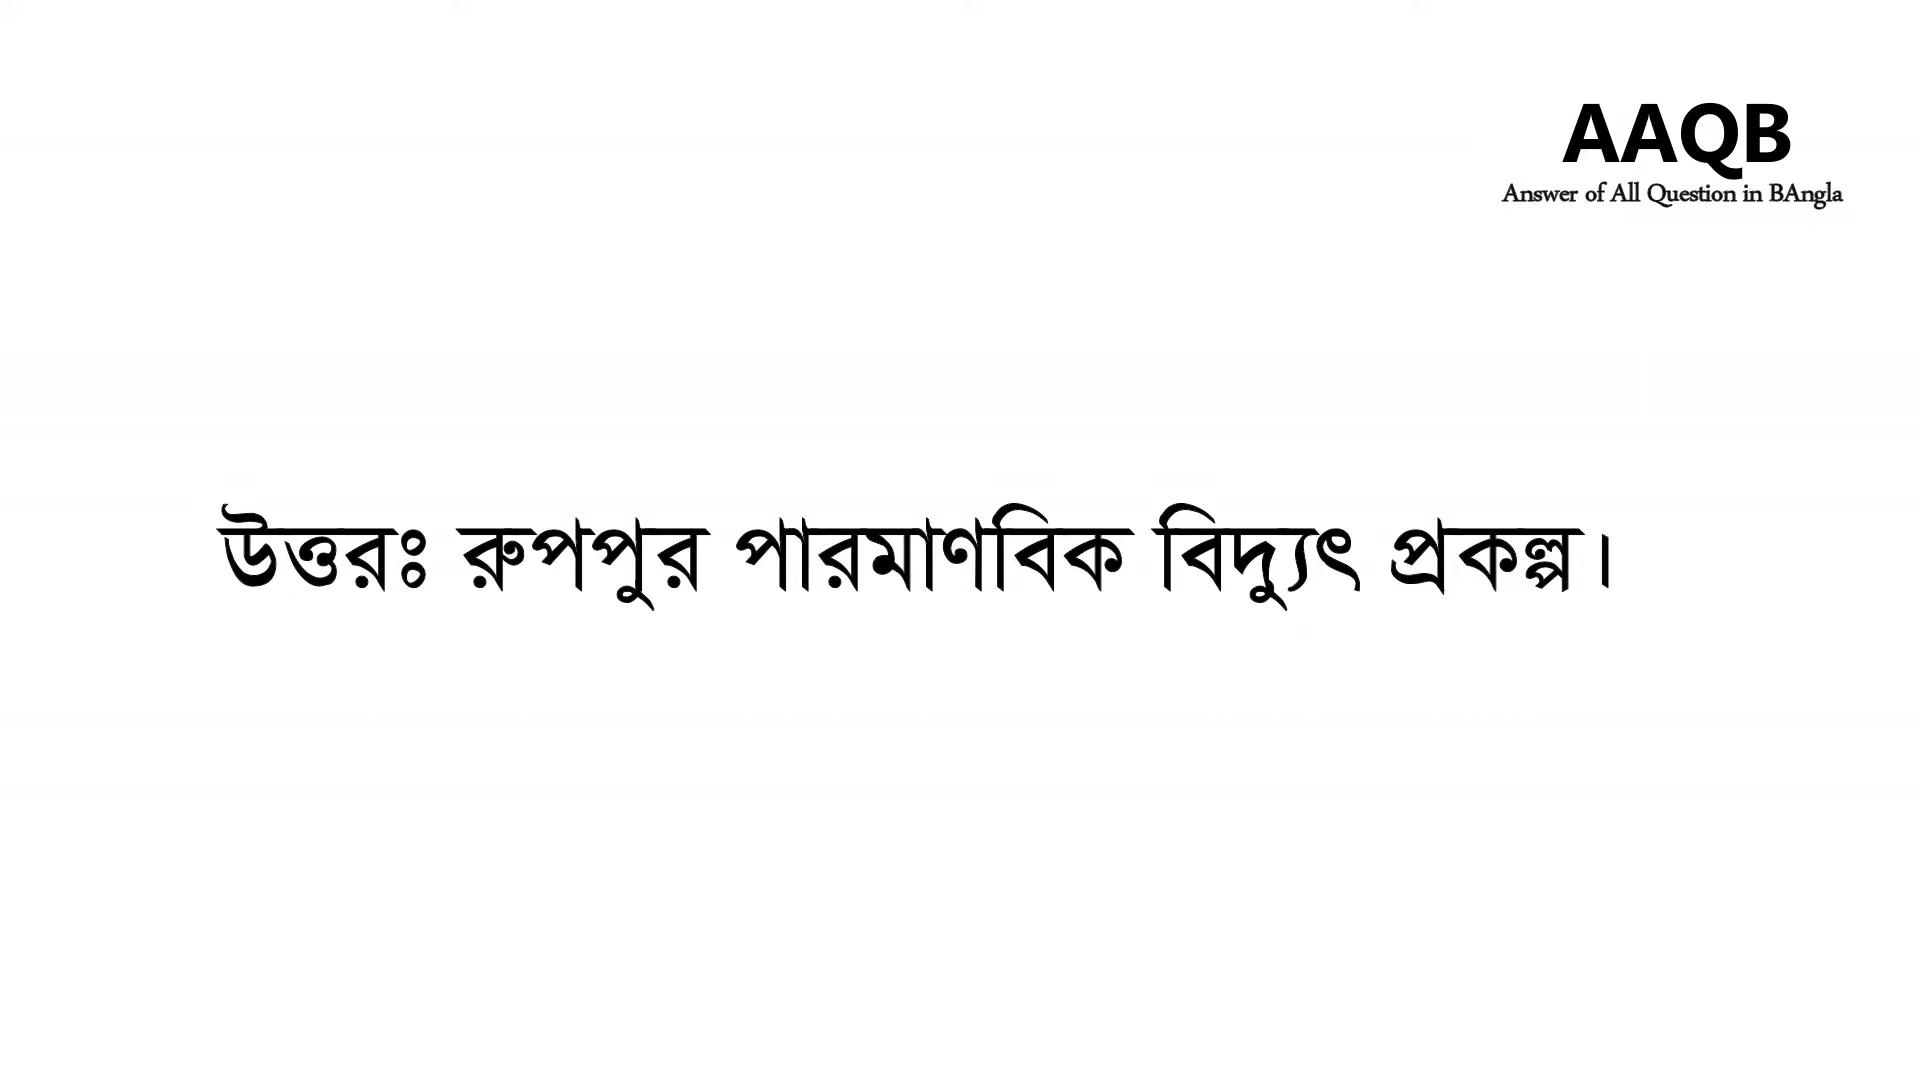 AAQB
Answer of All Question in BAngla
উত্তরঃ রুপপুর পারমাণবিক বিদ্যুৎ প্রকল্প।